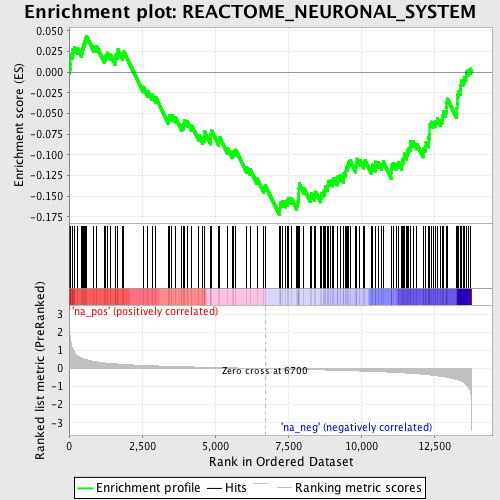 Enrichment plot: REACTOME_NEURONAL_SYSTEM
Enrichment score (ES)
0.050
0.025
0.000
-0.025
-0.050
-0.075
-0.100
-0.125
-0.150
-0.175
'na_pos' (positively correlated)
Ranked list metric (PreRanked)
3
2
1
0
-1
-2
-3
Zero cross at 6700
'na_neg' (negatively correlated)
0
2,500
5,000
7,500
10,000
12,500
Rank in Ordered Dataset
Enrichment profile
Hits
Ranking metric scores